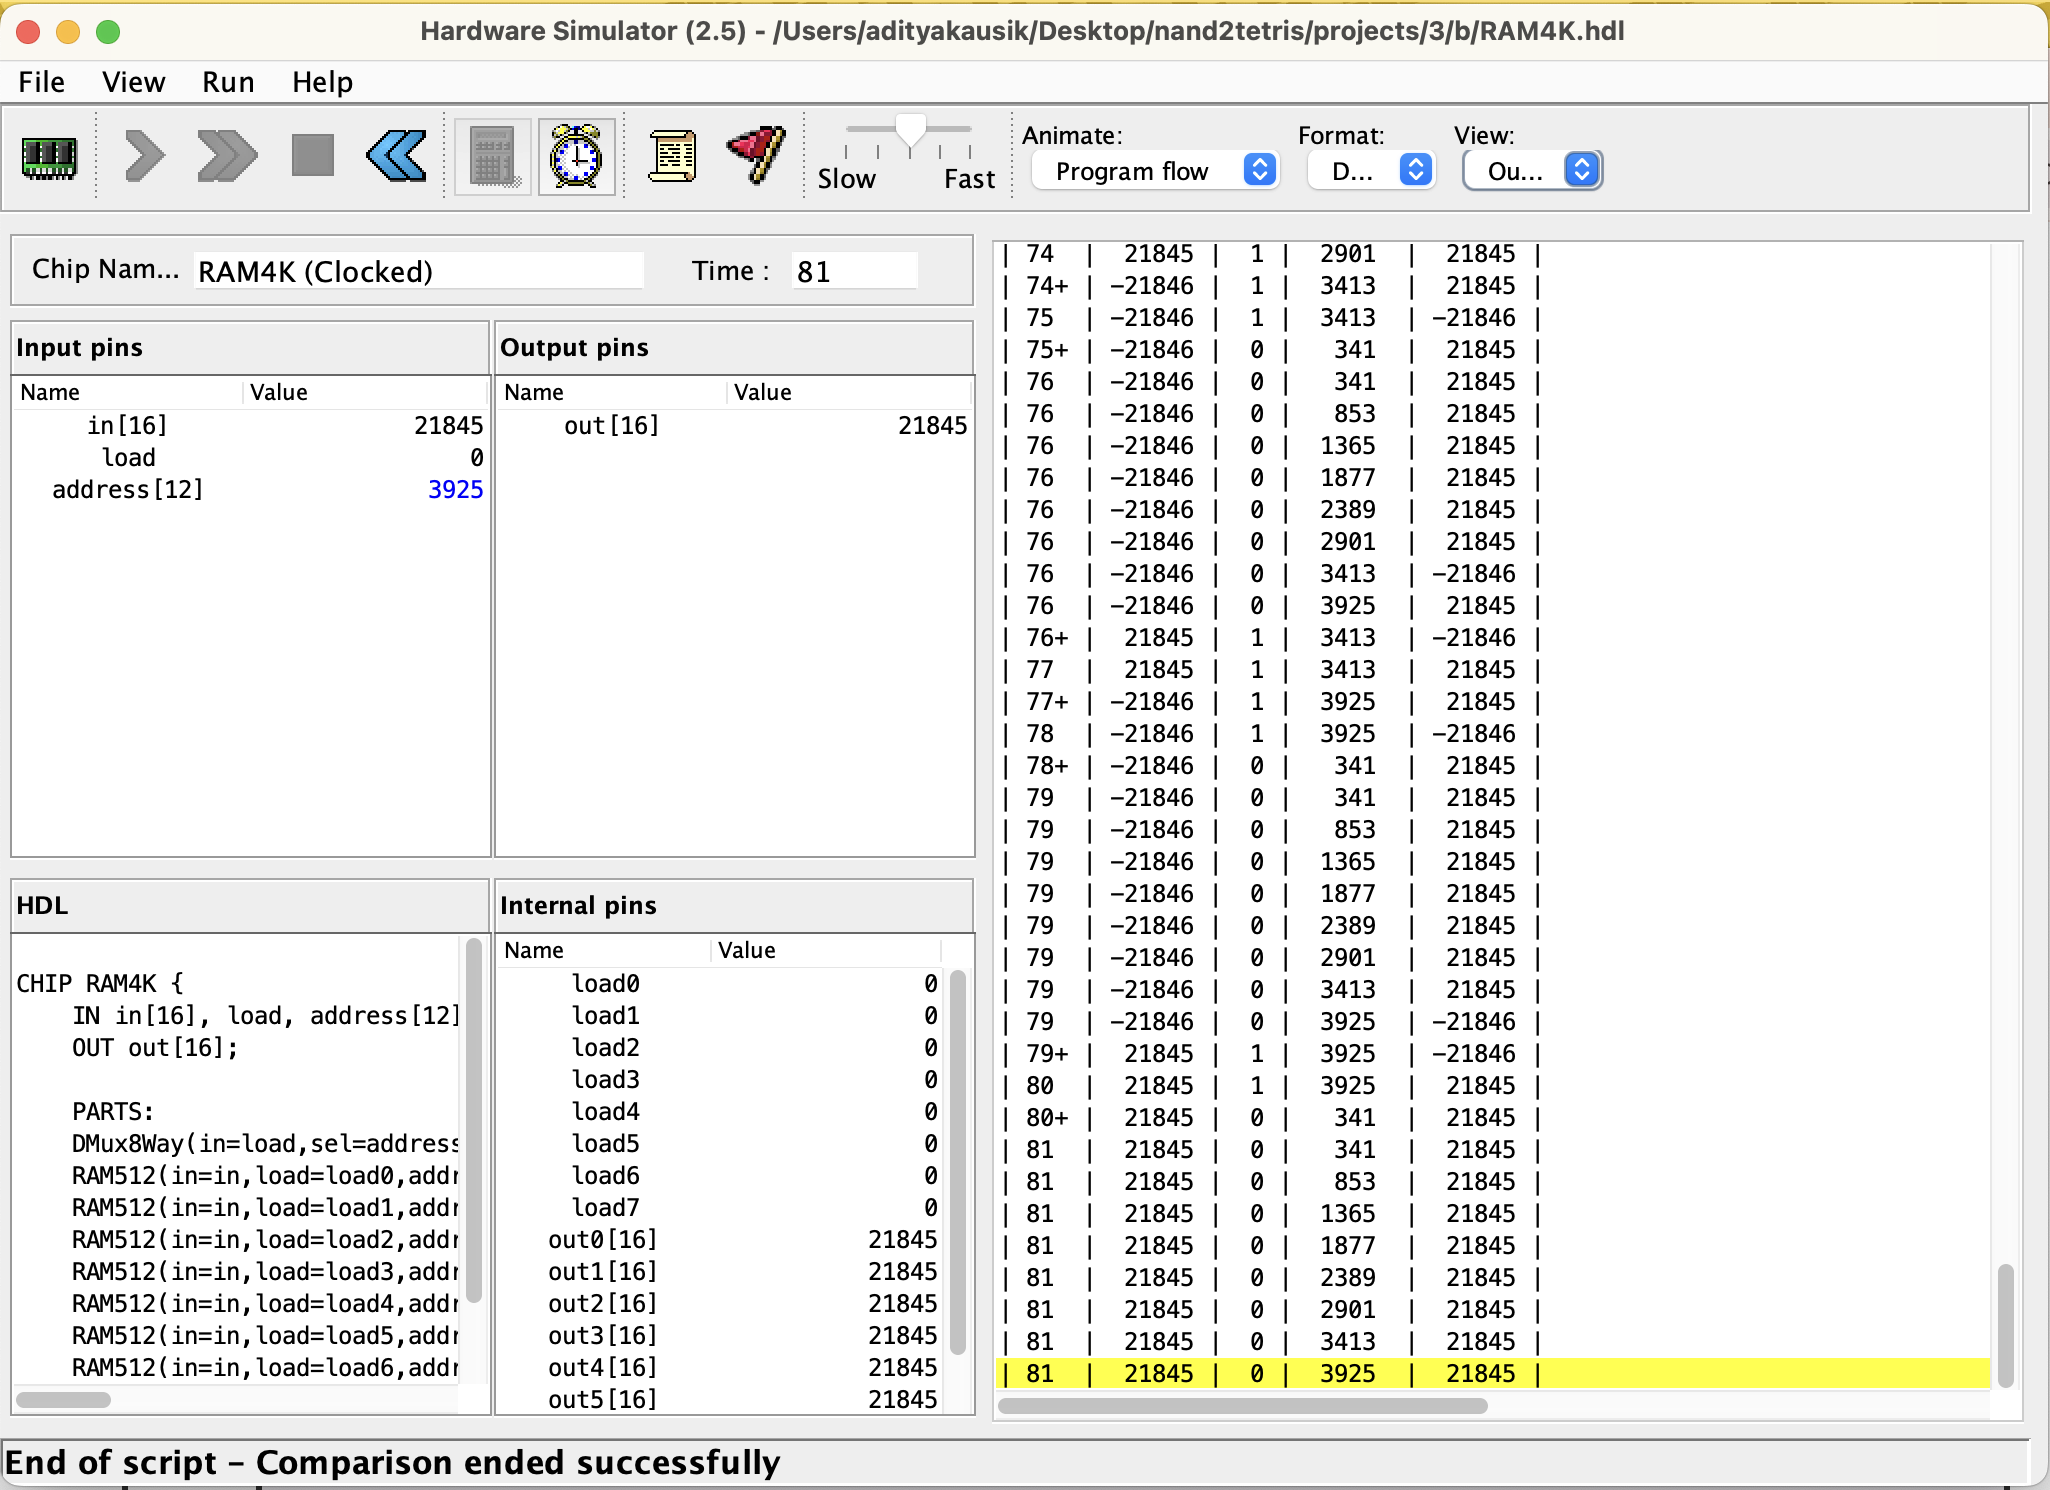 Hardware Simulator (2.5) - /Users/adityakausik/Desktop/nand2tetris/projects/3/b/RAM4K.hdl
File View Run Help
Animate: Format: View:
Slow Fast Program flow D... Ou...
Chip Nam... RAM4K (Clocked) Time : 81
Input pins
Name Value
in[16] 21845
load 0
address[12] 3925
Output pins
Name Value
out[16] 21845
HDL
CHIP RAM4K {
IN in[16], load, address[12]
OUT out[16];
PARTS:
DMux8Way(in=load,sel=address
RAM512(in=in,load=load0,addr
RAM512(in=in,load=load1,addr
RAM512(in=in,load=load2,addr
RAM512(in=in,load=load3,addr
RAM512(in=in,load=load4,addr
RAM512(in=in,load=load5,addr
RAM512(in=in,load=load6,addr
Internal pins
Name Value
load0 0
load1 0
load2 0
load3 0
load4 0
load5 0
load6 0
load7 0
out0[16] 21845
out1[16] 21845
out2[16] 21845
out3[16] 21845
out4[16] 21845
out5[16] 21845
| 74 | 21845 | 1 | 2901 | 21845 |
| 74+ | -21846 | 1 | 3413 | 21845 |
| 75 | -21846 | 1 | 3413 | -21846 |
| 75+ | -21846 | 0 | 341 | 21845 |
| 76 | -21846 | 0 | 341 | 21845 |
| 76 | -21846 | 0 | 853 | 21845 |
| 76 | -21846 | 0 | 1365 | 21845 |
| 76 | -21846 | 0 | 1877 | 21845 |
| 76 | -21846 | 0 | 2389 | 21845 |
| 76 | -21846 | 0 | 2901 | 21845 |
| 76 | -21846 | 0 | 3413 | -21846 |
| 76 | -21846 | 0 | 3925 | 21845 |
| 76+ | 21845 | 1 | 3413 | -21846 |
| 77 | 21845 | 1 | 3413 | 21845 |
| 77+ | -21846 | 1 | 3925 | 21845 |
| 78 | -21846 | 1 | 3925 | -21846 |
| 78+ | -21846 | 0 | 341 | 21845 |
| 79 | -21846 | 0 | 341 | 21845 |
| 79 | -21846 | 0 | 853 | 21845 |
| 79 | -21846 | 0 | 1365 | 21845 |
| 79 | -21846 | 0 | 1877 | 21845 |
| 79 | -21846 | 0 | 2389 | 21845 |
| 79 | -21846 | 0 | 2901 | 21845 |
| 79 | -21846 | 0 | 3413 | 21845 |
| 79 | -21846 | 0 | 3925 | -21846 |
| 79+ | 21845 | 1 | 3925 | -21846 |
| 80 | 21845 | 1 | 3925 | 21845 |
| 80+ | 21845 | 0 | 341 | 21845 |
| 81 | 21845 | 0 | 341 | 21845 |
| 81 | 21845 | 0 | 853 | 21845 |
| 81 | 21845 | 0 | 1365 | 21845 |
| 81 | 21845 | 0 | 1877 | 21845 |
| 81 | 21845 | 0 | 2389 | 21845 |
| 81 | 21845 | 0 | 2901 | 21845 |
| 81 | 21845 | 0 | 3413 | 21845 |
| 81 | 21845 | 0 | 3925 | 21845 |
End of script - Comparison ended successfully